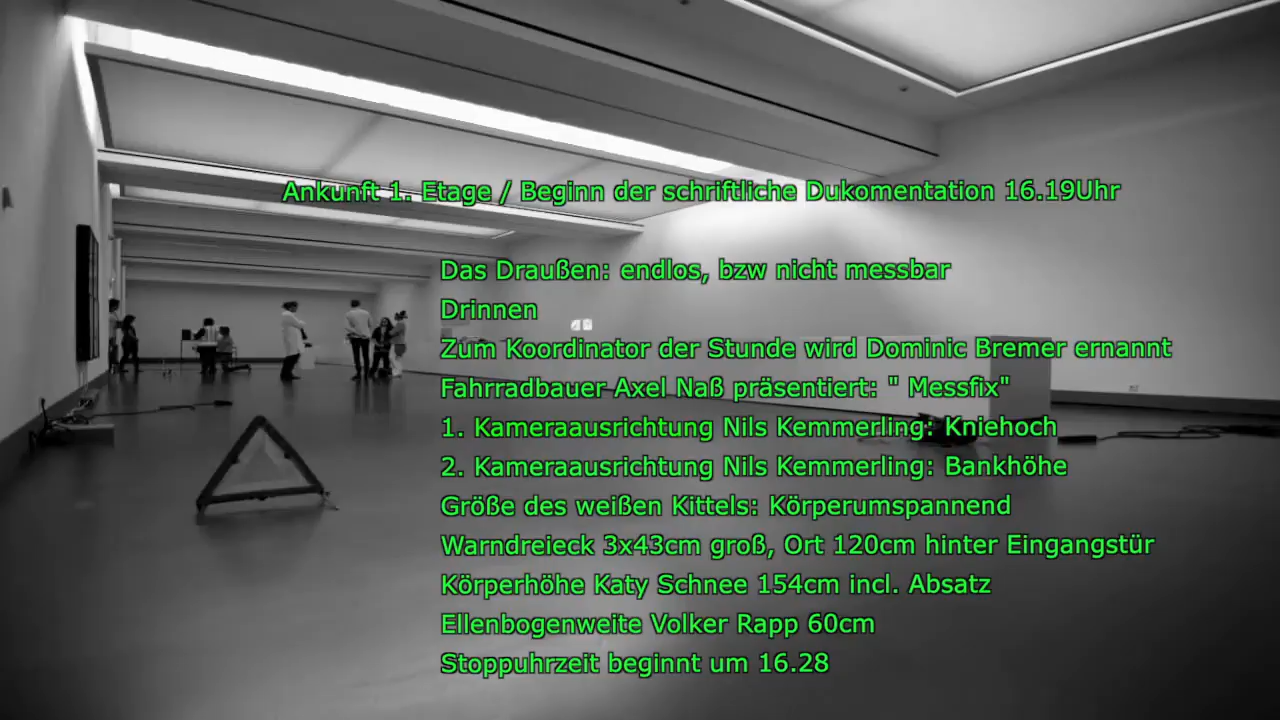 Ankunft 1. Etage / Beginn der schriftliche Dukomentation 16.19Uhr
Das Draußen: endlos, bzw nicht messbar
Drinnen
Zum Koordinator der Stunde wird Dominic Bremer ernannt
Fahrradbauer Axel Naß präsentiert: " Messfix"
1. Kameraausrichtung Nils Kemmerling: Kniehoch
2. Kameraausrichtung Nils Kemmerling: Bankhöhe
Größe des weißen Kittels: Körperumspannend
Warndreieck 3x43cm groß, Ort 120cm hinter Eingangstür
Körperhöhe Katy Schnee 154cm incl. Absatz
Ellenbogenweite Volker Rapp 60cm
Stoppuhrzeit beginnt um 16.28